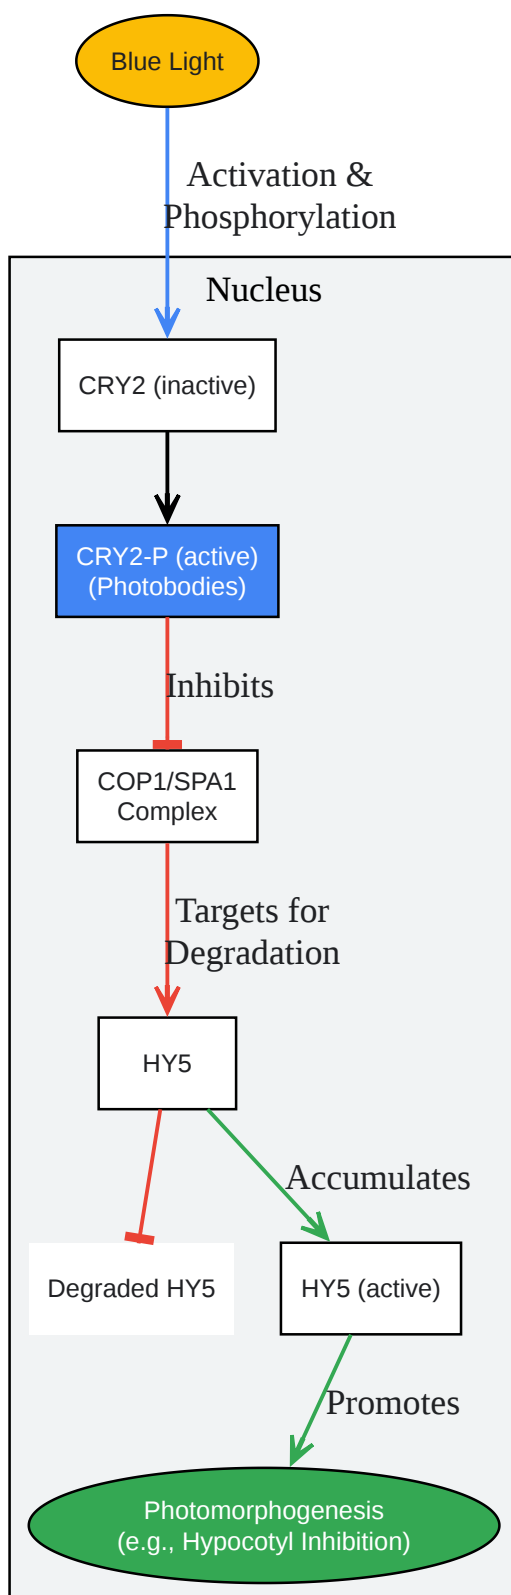 Blue Light
Activation &
Phosphorylation
Nucleus
CRY2 (inactive)
CRY2-P (active)
(Photobodies)
Inhibits
COP1/SPA1
Complex
Targets for
Degradation
HY5
Accumulates
Degraded HY5
HY5 (active)
Promotes
Photomorphogenesis
(e.g., Hypocotyl Inhibition)